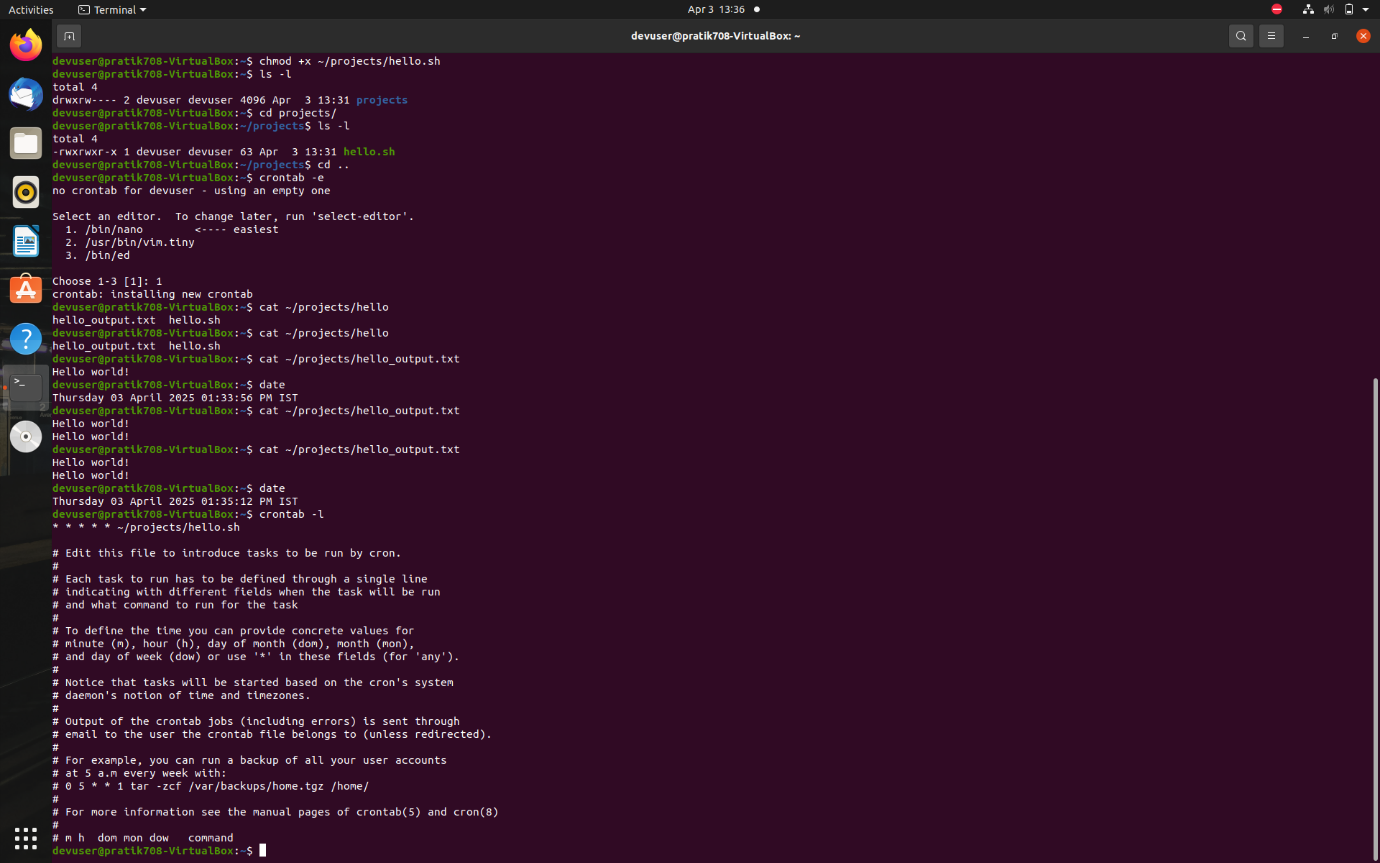 Activities
Terminal
Apr 3 13:36
devuser@pratik708-VirtualBox: ~
devuser@pratik708-VirtualBox:~$ chmod +x ~/projects/hello.sh
devuser@pratik708-VirtualBox:~$ ls -l
total 4
drwxrw---- 2 devuser devuser 4096 Apr  3 13:31 projects
devuser@pratik708-VirtualBox:~$ cd projects/
devuser@pratik708-VirtualBox:~/projects$ ls -l
total 4
-rwxrwxr-x 1 devuser devuser 63 Apr  3 13:31 hello.sh
devuser@pratik708-VirtualBox:~/projects$ cd ..
devuser@pratik708-VirtualBox:~$ crontab -e
no crontab for devuser - using an empty one
Select an editor.  To change later, run 'select-editor'.
  1. /bin/nano        <---- easiest
  2. /usr/bin/vim.tiny
  3. /bin/ed
Choose 1-3 [1]: 1
crontab: installing new crontab
devuser@pratik708-VirtualBox:~$ cat ~/projects/hello
hello_output.txt  hello.sh
devuser@pratik708-VirtualBox:~$ cat ~/projects/hello
hello_output.txt  hello.sh
devuser@pratik708-VirtualBox:~$ cat ~/projects/hello_output.txt
Hello world!
devuser@pratik708-VirtualBox:~$ date
Thursday 03 April 2025 01:33:56 PM IST
devuser@pratik708-VirtualBox:~$ cat ~/projects/hello_output.txt
Hello world!
Hello world!
devuser@pratik708-VirtualBox:~$ cat ~/projects/hello_output.txt
Hello world!
Hello world!
devuser@pratik708-VirtualBox:~$ date
Thursday 03 April 2025 01:35:12 PM IST
devuser@pratik708-VirtualBox:~$ crontab -l
* * * * * ~/projects/hello.sh
# Edit this file to introduce tasks to be run by cron.
#
# Each task to run has to be defined through a single line
# indicating with different fields when the task will be run
# and what command to run for the task
#
# To define the time you can provide concrete values for
# minute (m), hour (h), day of month (dom), month (mon),
# and day of week (dow) or use '*' in these fields (for 'any').
#
# Notice that tasks will be started based on the cron's system
# daemon's notion of time and timezones.
#
# Output of the crontab jobs (including errors) is sent through
# email to the user the crontab file belongs to (unless redirected).
#
# For example, you can run a backup of all your user accounts
# at 5 a.m every week with:
# 0 5 * * 1 tar -zcf /var/backups/home.tgz /home/
#
# For more information see the manual pages of crontab(5) and cron(8)
#
# m h  dom mon dow   command
devuser@pratik708-VirtualBox:~$